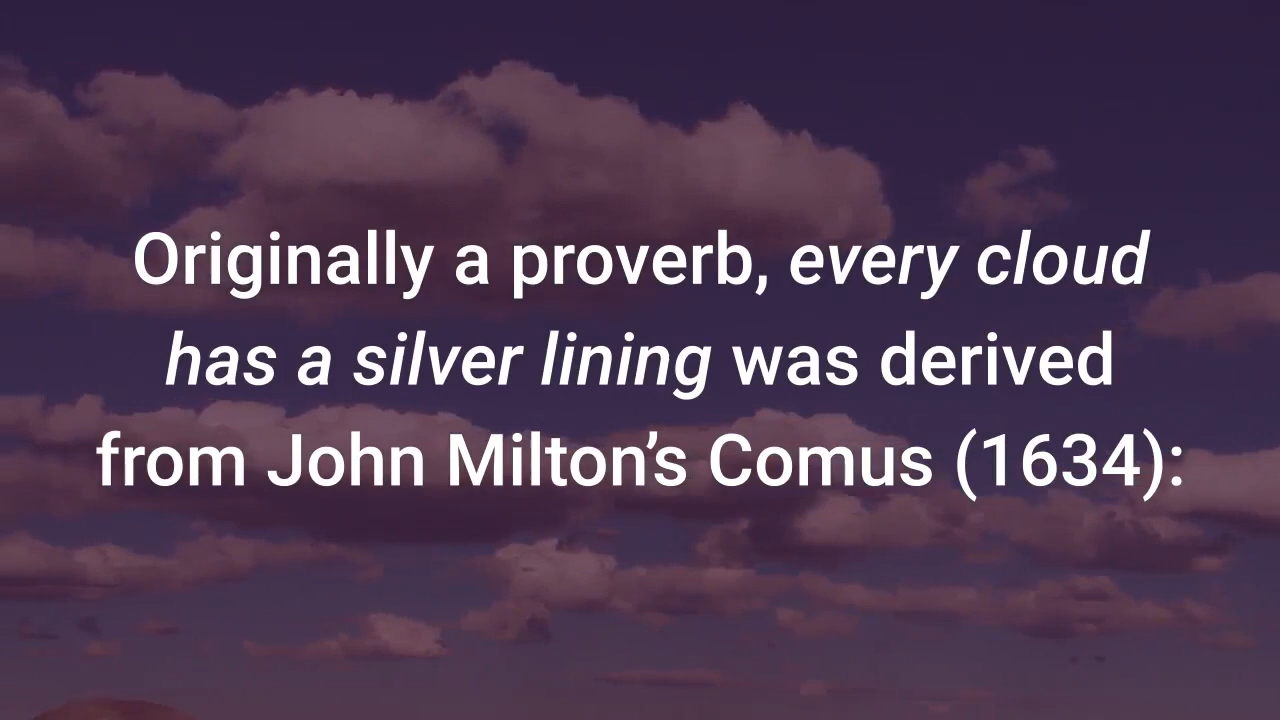 Originally a proverb, every cloud
has a silver lining was derived
from John Milton’s Comus (1634):